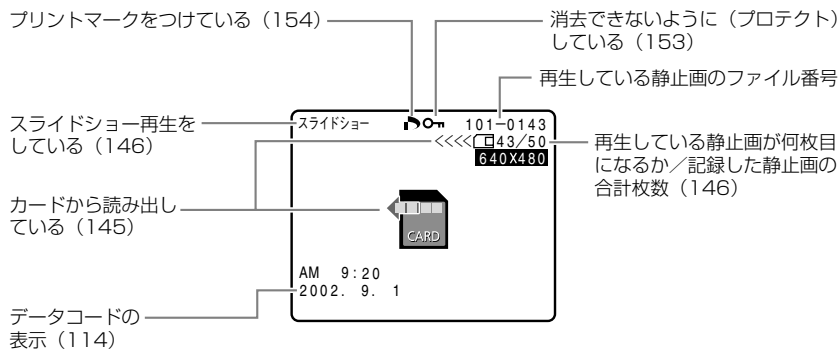 プリントマークをつけている（154）
消去できないように（プロテクト）
している（153）
再生している静止画のファイル番号
スライドショー再生を
している（146）
スライドショー
101-0143
<<<<43/50
640X480
再生している静止画が何枚目
になるか／記録した静止画の
合計枚数（146）
カードから読み出し
ている（145）
CARD
AM 9:20
2002. 9. 1
データコードの
表示（114）